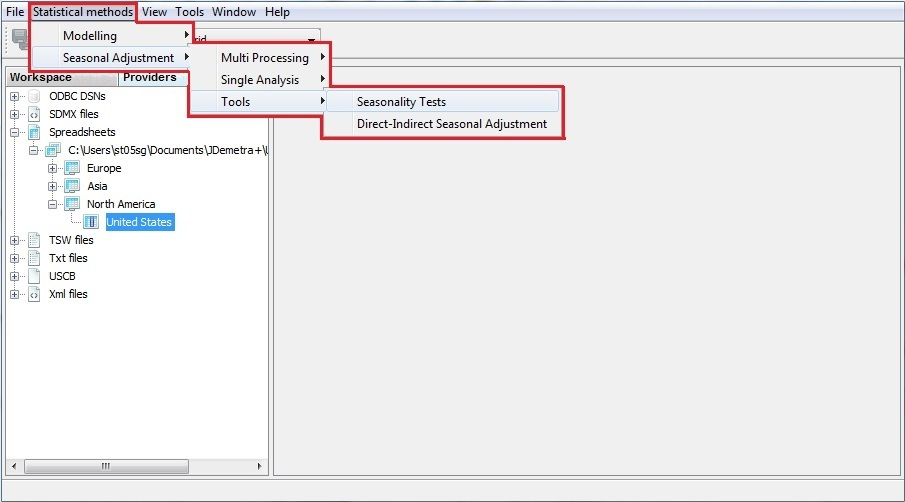 File Statistical methods View Tools Window Help
Modelling
Seasonal Adjustment
Multi Processing
Single Analysis
Tools
Seasonality Tests
Direct-Indirect Seasonal Adjustment
Workspace Providers
ODBC DSNs
SDMX files
Spreadsheets
C:\Users\st05sg\Documents\JDemetra+\
Europe
Asia
North America
United States
TSW files
Txt files
USCB
Xml files